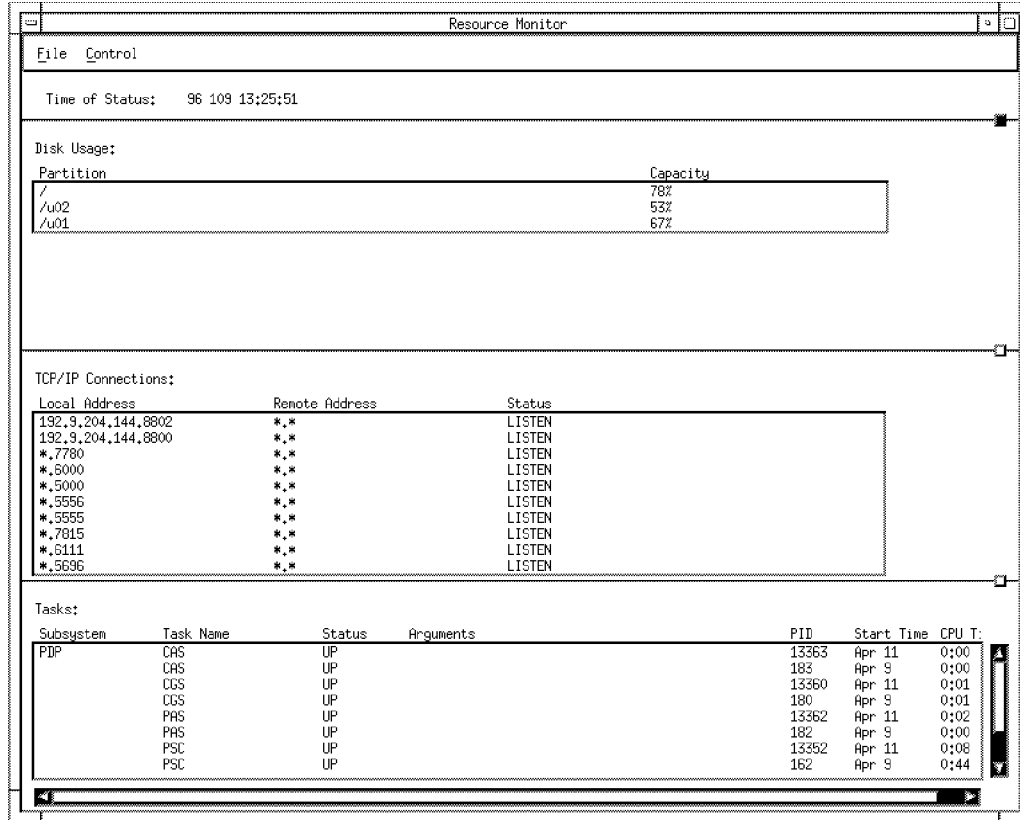 Resource Monitor
File Control
Time of Status: 96 109 13:25:51
Disk Usage:
Partition Capacity
/ 78%
/u02 53%
/u01 67%
TCP/IP Connections:
Local Address Remote Address Status
192.9.204.144.8802 *.* LISTEN
192.9.204.144.8800 *.* LISTEN
*.7780 *.* LISTEN
*.6000 *.* LISTEN
*.5000 *.* LISTEN
*.5556 *.* LISTEN
*.5555 *.* LISTEN
*.7815 *.* LISTEN
*.6111 *.* LISTEN
*.5696 *.* LISTEN
Tasks:
Subsystem Task Name Status Arguments PID Start Time CPU T:
PDP CAS UP 13363 Apr 11 0:00
CAS UP 183 Apr 9 0:00
CGS UP 13360 Apr 11 0:01
CGS UP 180 Apr 9 0:01
PAS UP 13362 Apr 11 0:02
PAS UP 182 Apr 9 0:00
PSC UP 13352 Apr 11 0:08
PSC UP 162 Apr 9 0:44